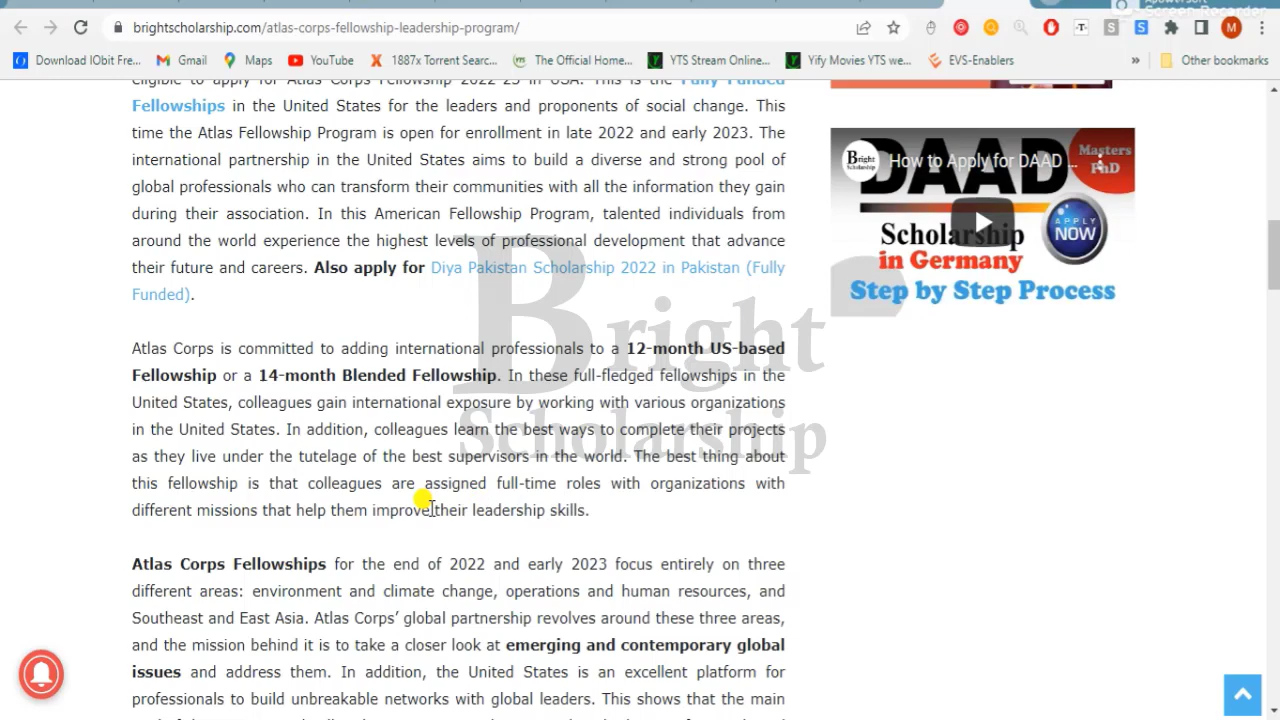 Apowersoft
Screen Recorder
brightscholarship.com/atlas-corps-fellowship-leadership-program/
M
Download IObit Fre... Gmail Maps YouTube 1887x Torrent Searc... The Official Home... YTS Stream Online... Yify Movies YTS we... EVS-Enablers » Other bookmarks
eligible to apply for Atlas Corps Fellowship 2022-23 in USA. This is the Fully Funded
Fellowships in the United States for the leaders and proponents of social change. This
time the Atlas Fellowship Program is open for enrollment in late 2022 and early 2023. The
international partnership in the United States aims to build a diverse and strong pool of
global professionals who can transform their communities with all the information they gain
during their association. In this American Fellowship Program, talented individuals from
around the world experience the highest levels of professional development that advance
their future and careers. Also apply for Diya Pakistan Scholarship 2022 in Pakistan (Fully
Funded).
Atlas Corps is committed to adding international professionals to a 12-month US-based
Fellowship or a 14-month Blended Fellowship. In these full-fledged fellowships in the
United States, colleagues gain international exposure by working with various organizations
in the United States. In addition, colleagues learn the best ways to complete their projects
as they live under the tutelage of the best supervisors in the world. The best thing about
this fellowship is that colleagues are assigned full-time roles with organizations with
different missions that help them improve their leadership skills.
Atlas Corps Fellowships for the end of 2022 and early 2023 focus entirely on three
different areas: environment and climate change, operations and human resources, and
Southeast and East Asia. Atlas Corps' global partnership revolves around these three areas,
and the mission behind it is to take a closer look at emerging and contemporary global
issues and address them. In addition, the United States is an excellent platform for
professionals to build unbreakable networks with global leaders. This shows that the main
Bright
Scholarship
Bright
Scholarship
How to Apply for DAAD ...
Masters
PhD
DAAD
APPLY
NOW
Scholarship
in Germany
Step by Step Process